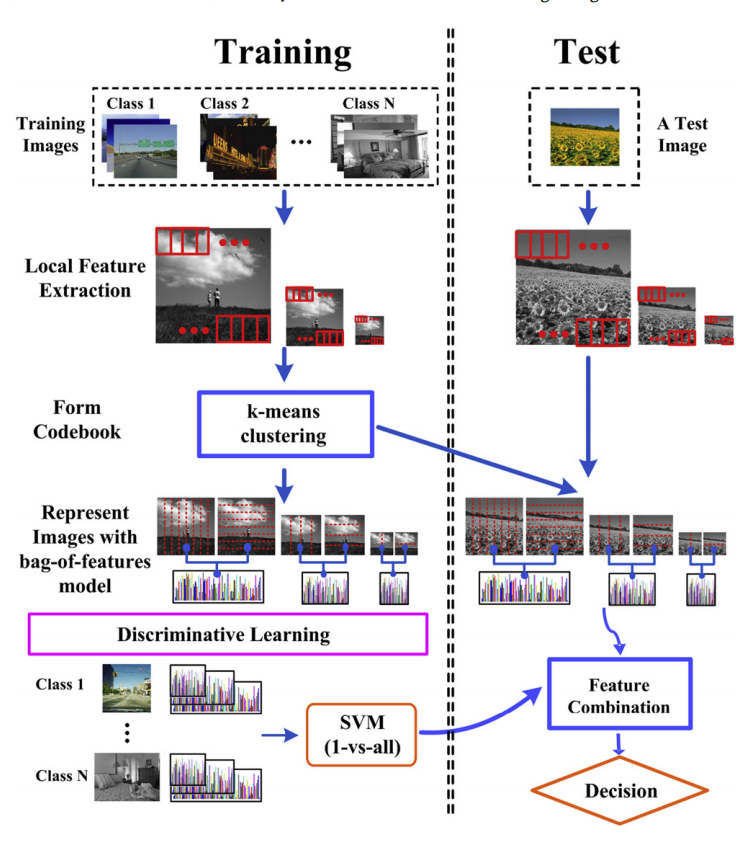 Training
Test
Class 1
Class 2
Class N
Training
Images
A Test
Image
Local Feature
Extraction
Form
Codebook
k-means
clustering
Represent
Images with
bag-of-features
model
Discriminative Learning
Class 1
Class N
SVM
(1-vs-all)
Feature
Combination
Decision